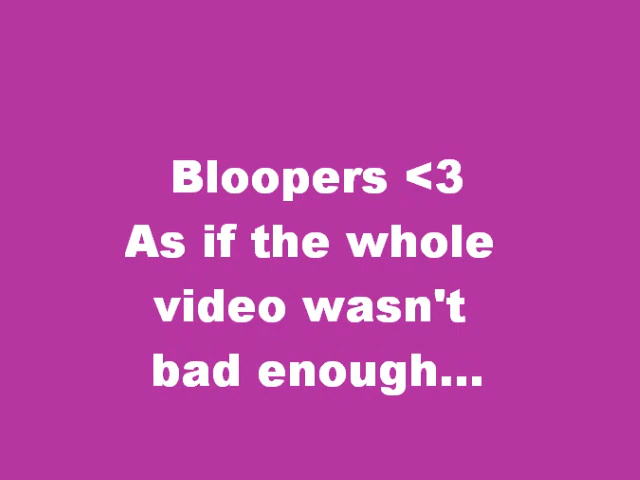 Bloopers <3
As if the whole
video wasn't
bad enough...